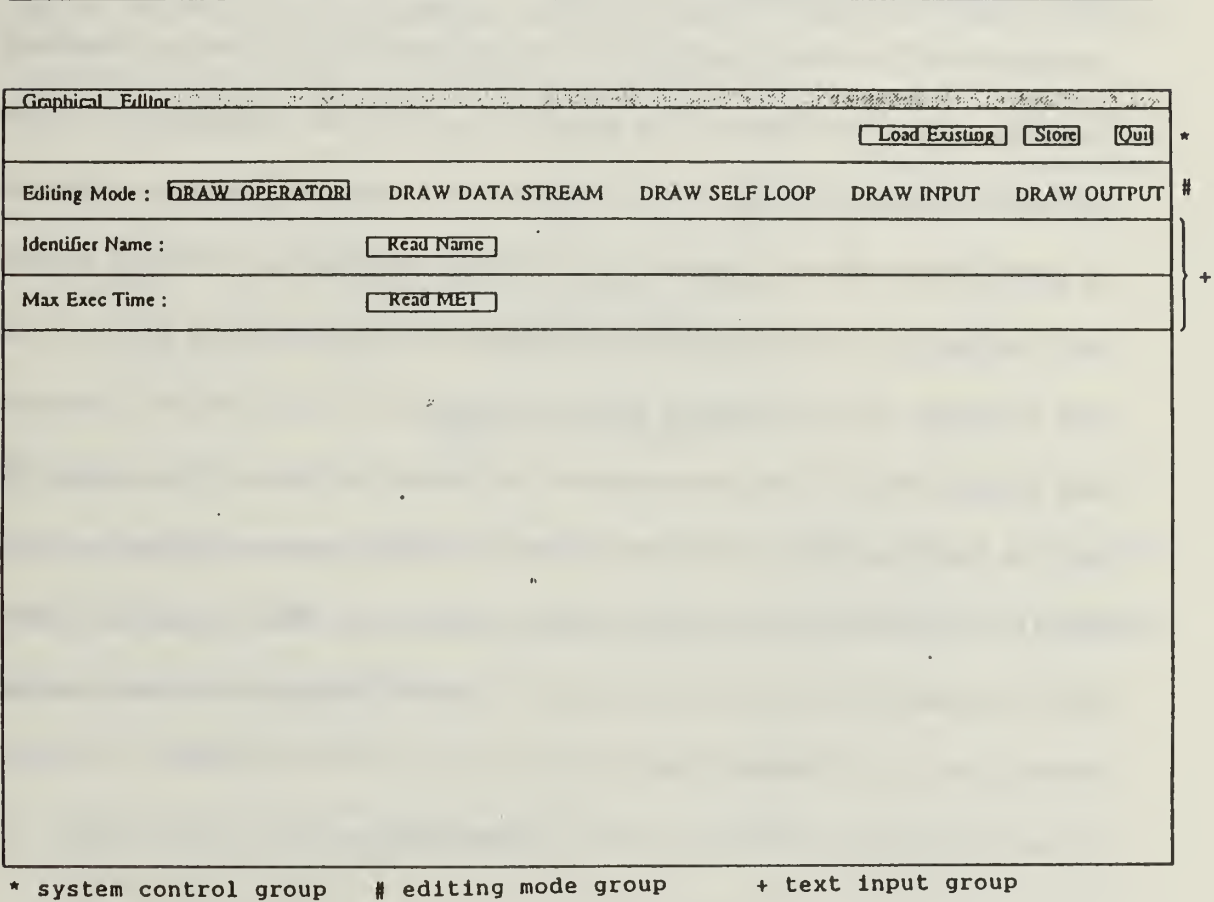 Graphical Editor
Load Existing Store Qui *
Editing Mode : DRAW OPERATOR DRAW DATA STREAM DRAW SELF LOOP DRAW INPUT DRAW OUTPUT #
Identifier Name : Read Name
+
Max Exec Time : Read MET
* system control group # editing mode group + text input group